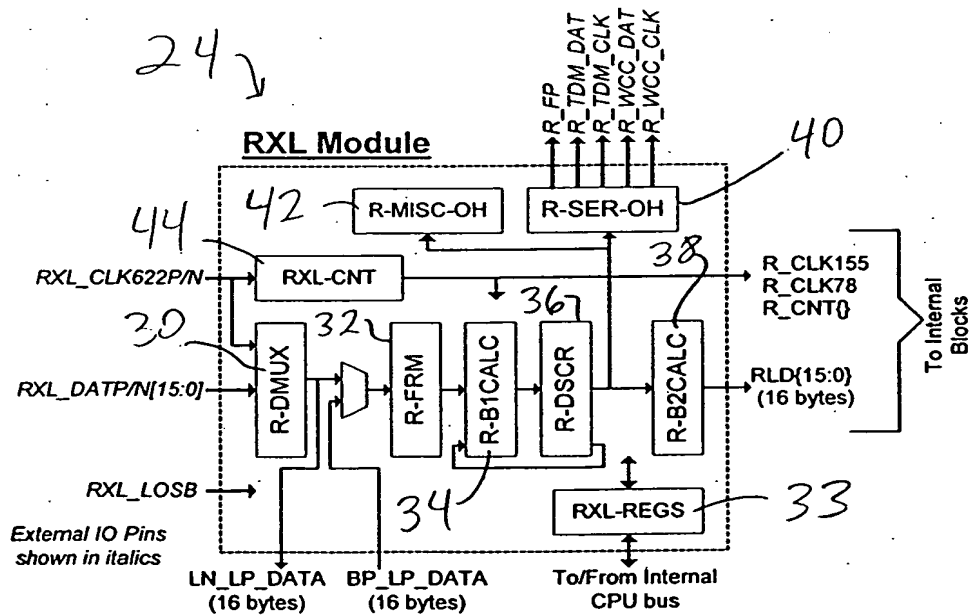 24
RXL Module
R_FP
R_TDM_DAT
R_TDM_CLK
R_WCC_DAT
R_WCC_CLK
40
42
R-MISC-OH
R-SER-OH
44
RXL_CLK622P/N
RXL-CNT
38
R_CLK155
R_CLK78
R_CNT{}
To Internal
Blocks
30
32
36
RXL_DATP/N[15:0]
R-DMUX
R-FRM
R-B1CALC
R-DSCR
R-B2CALC
RLD{15:0}
(16 bytes)
RXL_LOSB
34
RXL-REGS
33
External IO Pins
shown in italics
LN_LP_DATA
(16 bytes)
BP_LP_DATA
(16 bytes)
To/From Internal
CPU bus